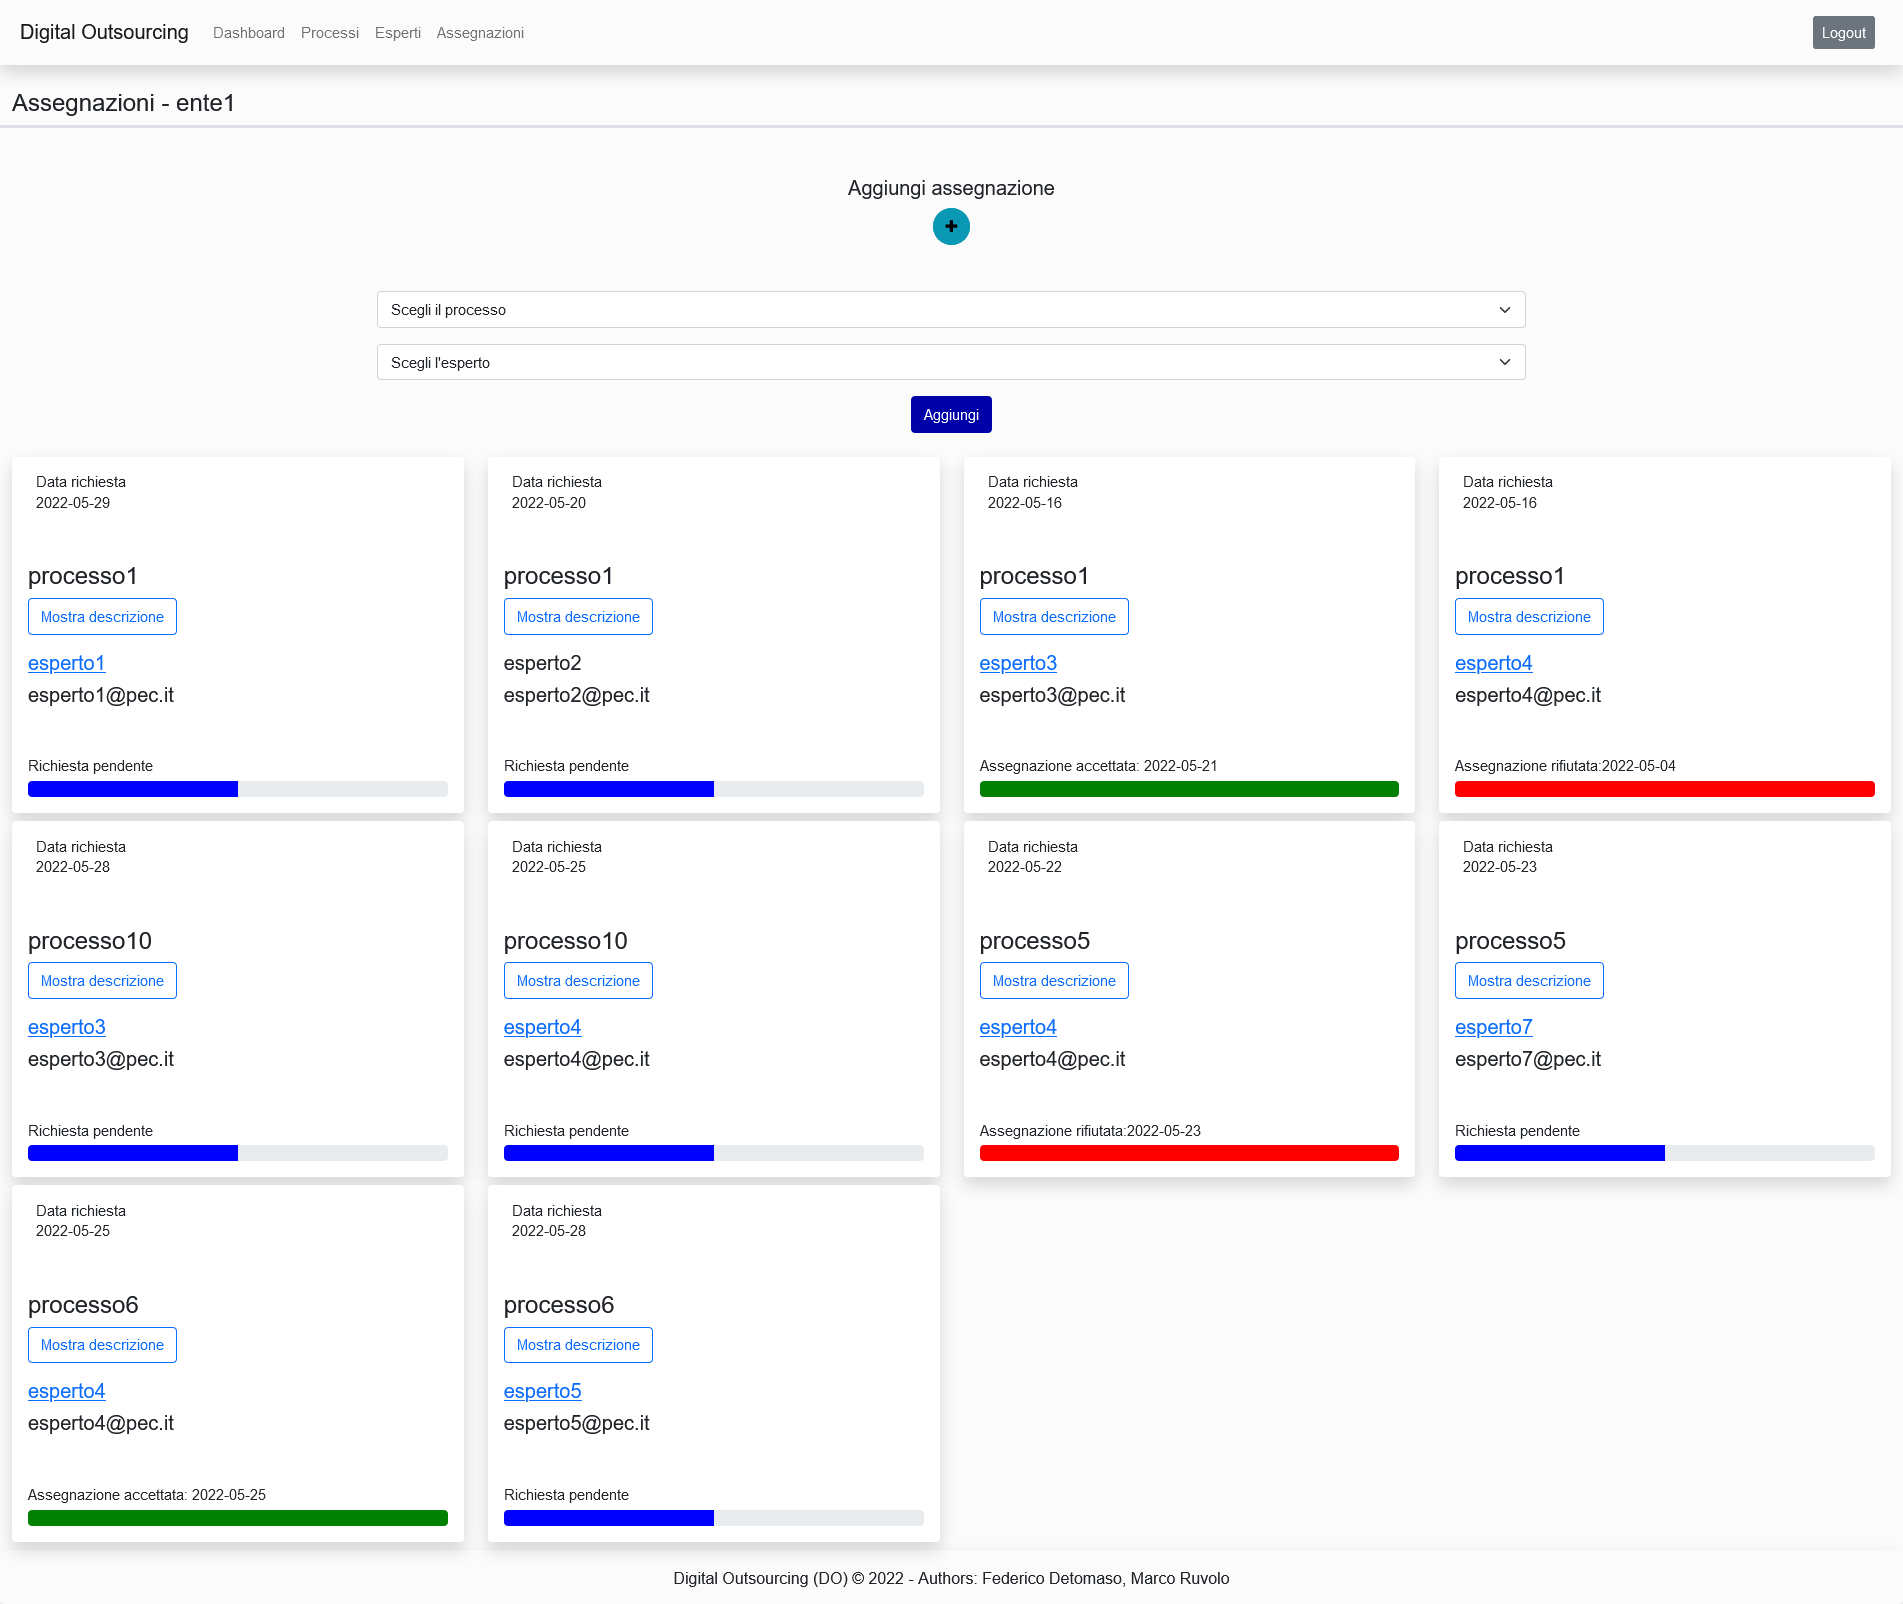 Digital Outsourcing Dashboard Processi Esperti Assegnazioni Logout
Assegnazioni - ente1
Aggiungi assegnazione
+
Scegli il processo
Scegli l'esperto
Aggiungi
Data richiesta
2022-05-29
processo1
Mostra descrizione
esperto1
esperto1@pec.it
Richiesta pendente
Data richiesta
2022-05-20
processo1
Mostra descrizione
esperto2
esperto2@pec.it
Richiesta pendente
Data richiesta
2022-05-16
processo1
Mostra descrizione
esperto3
esperto3@pec.it
Assegnazione accettata: 2022-05-21
Data richiesta
2022-05-16
processo1
Mostra descrizione
esperto4
esperto4@pec.it
Assegnazione rifiutata:2022-05-04
Data richiesta
2022-05-28
processo10
Mostra descrizione
esperto3
esperto3@pec.it
Richiesta pendente
Data richiesta
2022-05-25
processo10
Mostra descrizione
esperto4
esperto4@pec.it
Richiesta pendente
Data richiesta
2022-05-22
processo5
Mostra descrizione
esperto4
esperto4@pec.it
Assegnazione rifiutata:2022-05-23
Data richiesta
2022-05-23
processo5
Mostra descrizione
esperto7
esperto7@pec.it
Richiesta pendente
Data richiesta
2022-05-25
processo6
Mostra descrizione
esperto4
esperto4@pec.it
Assegnazione accettata: 2022-05-25
Data richiesta
2022-05-28
processo6
Mostra descrizione
esperto5
esperto5@pec.it
Richiesta pendente
Digital Outsourcing (DO) © 2022 - Authors: Federico Detomaso, Marco Ruvolo